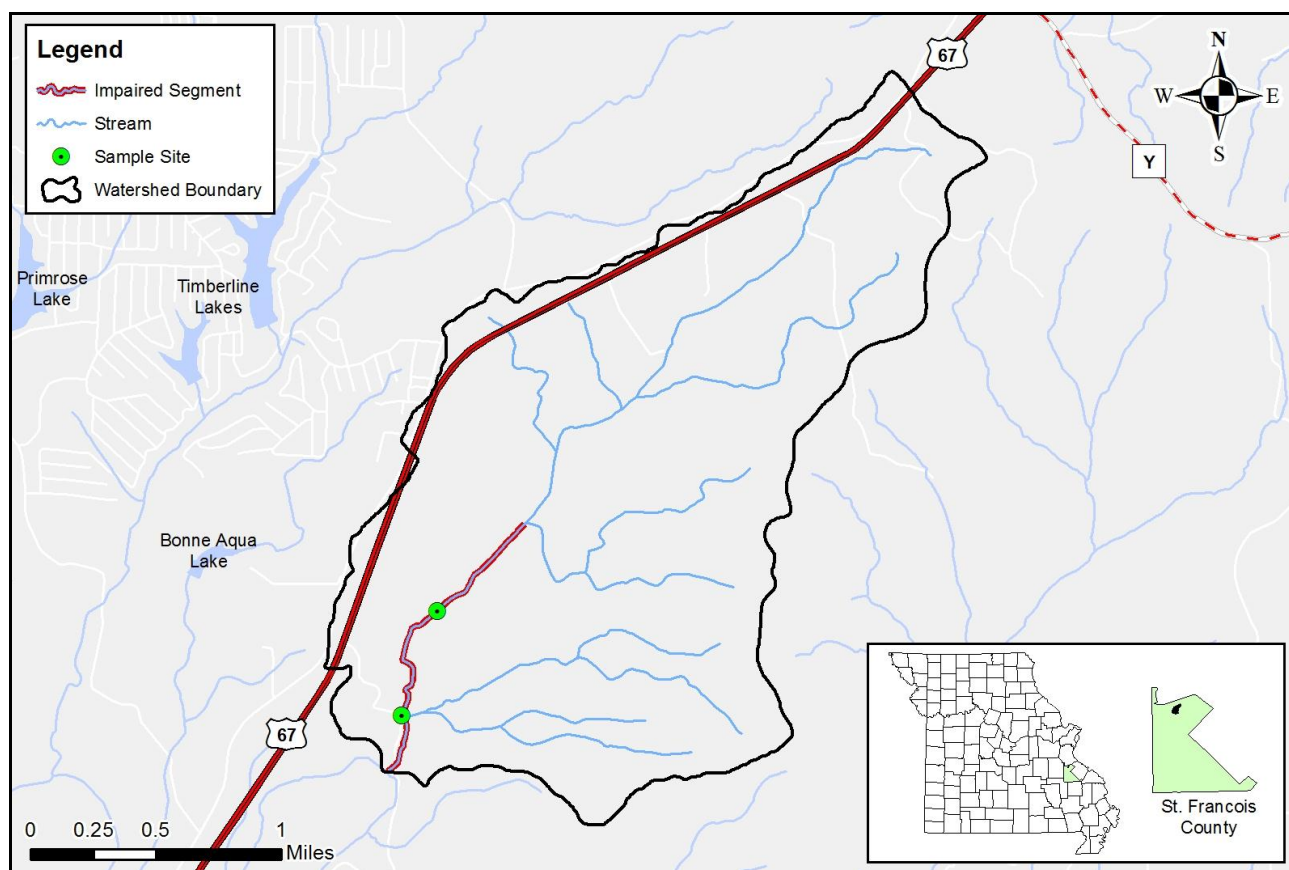 Legend
Impaired Segment
Stream
Sample Site
Watershed Boundary
67
N
W
E
S
Y
Primrose
Lake
Timberline
Lakes
Bonne Aqua
Lake
67
0
0.25
0.5
1
Miles
St. Francois
County